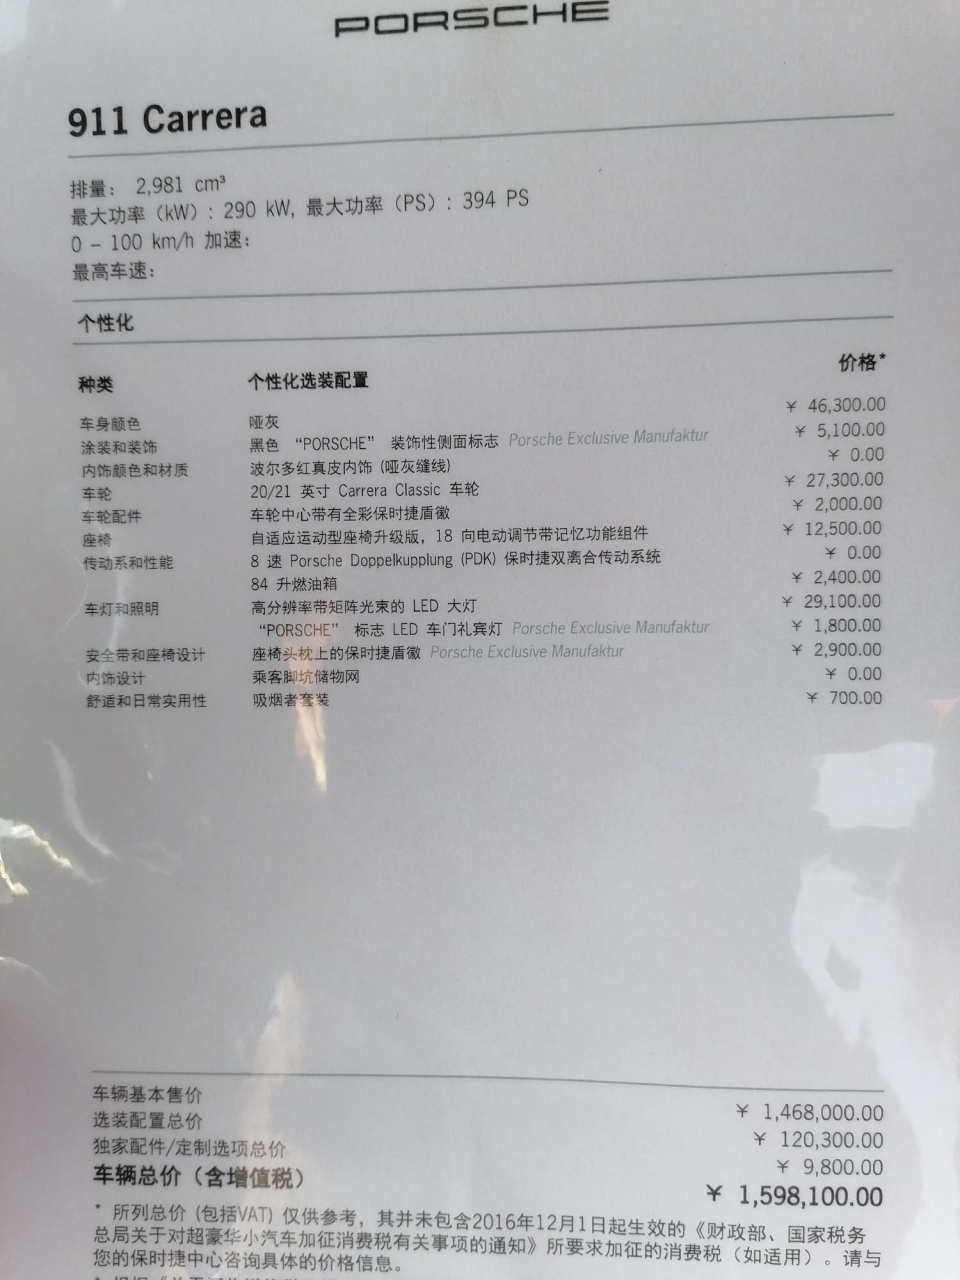 PORSCHE
911 Carrera
排量： 2,981 cm³
最大功率（kW）: 290 kW, 最大功率（PS）: 394 PS
0 – 100 km/h 加速:
最高车速:
个性化
种类 个性化选装配置 价格*
车身颜色 哑灰 ¥ 46,300.00
涂装和装饰 黑色 “PORSCHE” 装饰性侧面标志 Porsche Exclusive Manufaktur ¥ 5,100.00
内饰颜色和材质 波尔多红真皮内饰 (哑灰缝线) ¥ 0.00
车轮 20/21 英寸 Carrera Classic 车轮 ¥ 27,300.00
车轮配件 车轮中心带有全彩保时捷盾徽 ¥ 2,000.00
座椅 自适应运动型座椅升级版，18 向电动调节带记忆功能组件 ¥ 12,500.00
传动系和性能 8 速 Porsche Doppelkupplung (PDK) 保时捷双离合传动系统 ¥ 0.00
84 升燃油箱 ¥ 2,400.00
车灯和照明 高分辨率带矩阵光束的 LED 大灯 ¥ 29,100.00
“PORSCHE” 标志 LED 车门礼宾灯 Porsche Exclusive Manufaktur ¥ 1,800.00
安全带和座椅设计 座椅头枕上的保时捷盾徽 Porsche Exclusive Manufaktur ¥ 2,900.00
内饰设计 乘客脚坑储物网 ¥ 0.00
舒适和日常实用性 吸烟者套装 ¥ 700.00
车辆基本售价 ¥ 1,468,000.00
选装配置总价 ¥ 120,300.00
独家配件/定制选项总价 ¥ 9,800.00
车辆总价（含增值税） ¥ 1,598,100.00
* 所列总价 (包括VAT) 仅供参考，其并未包含2016年12月1日起生效的《财政部、国家税务
总局关于对超豪华小汽车加征消费税有关事项的通知》所要求加征的消费税（如适用）。请与
您的保时捷中心咨询具体的价格信息。